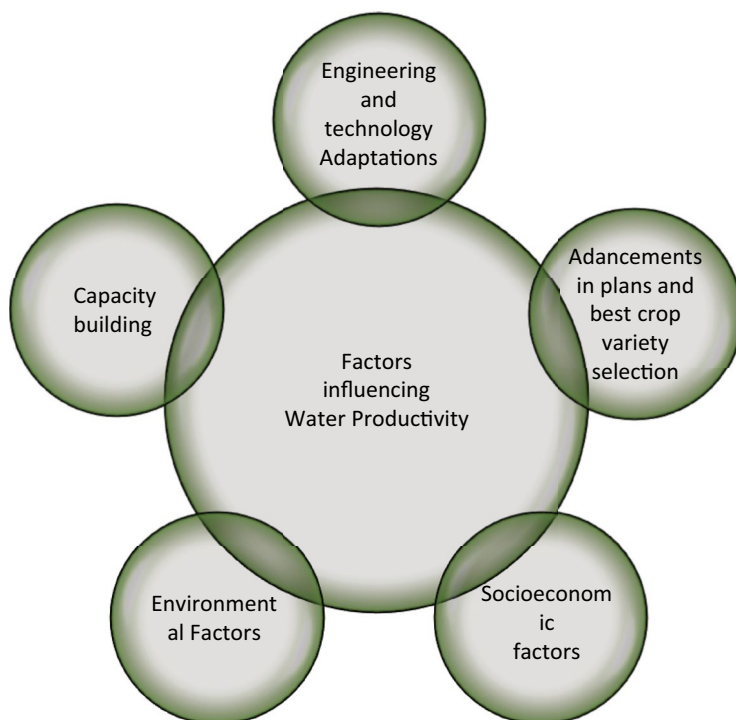 Engineering
and
technology
Adaptations
Adancements
in plans and
best crop
variety
selection
Capacity
building
Factors
influencing
Water Productivity
Environment
al Factors
Socioeconom
ic
factors